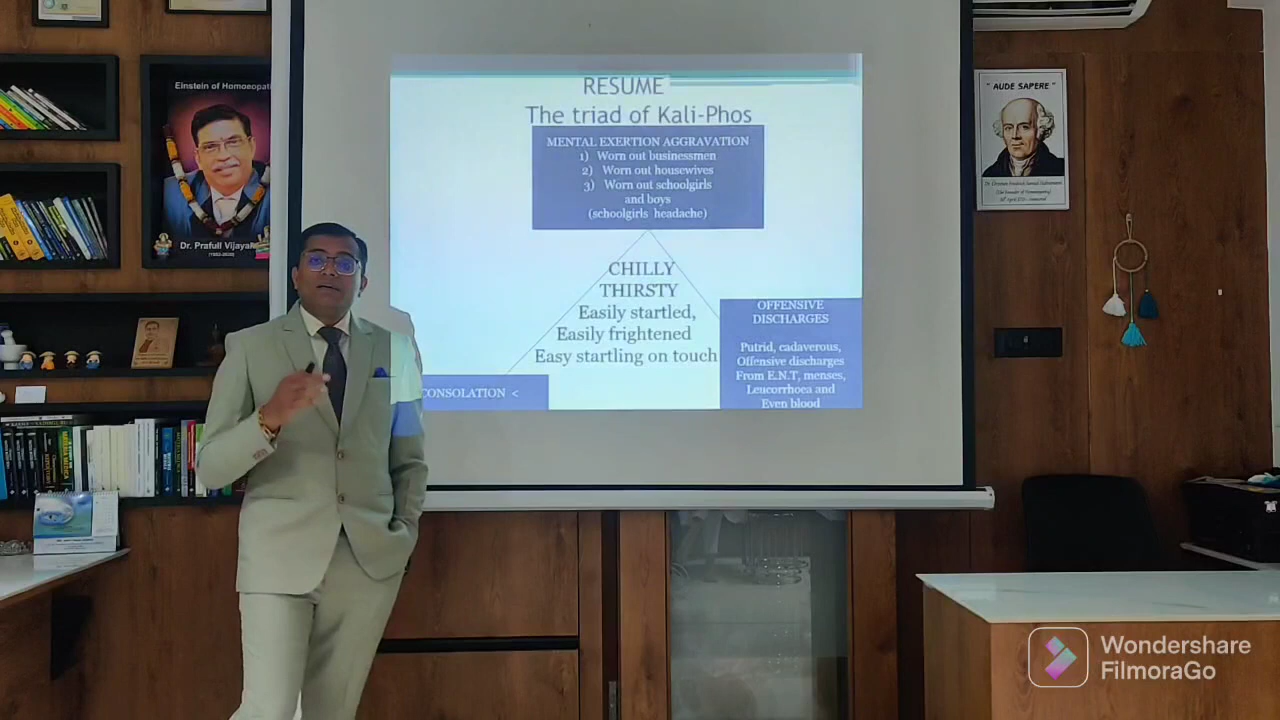 RESUME
The triad of Kali-Phos
MENTAL EXERTION AGGRAVATION
1) Worn out businessmen
2) Worn out housewives
3) Worn out schoolgirls
and boys
(schoolgirls headache)
CHILLY
THIRSTY
Easily startled,
Easily frightened
Easy startling on touch
CONSOLATION <
OFFENSIVE
DISCHARGES
Putrid, cadaverous,
Offensive discharges
From E.N.T, menses,
Leucorrhoea and
Even blood
Einstein of Homoeopat
Dr. Prafull Vijaya
" AUDE SAPERE "
Wondershare
FilmoraGo